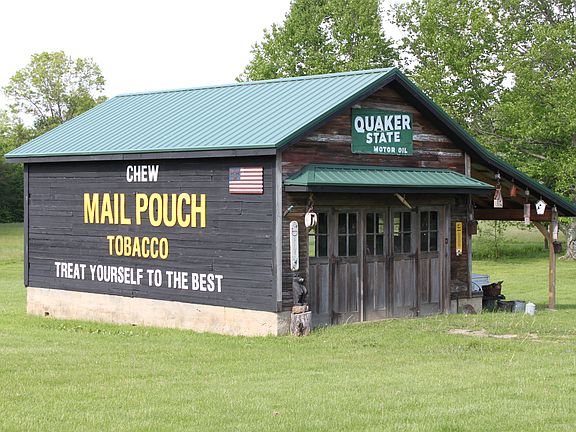 CHEW
MAIL POUCH
TOBACCO
TREAT YOURSELF TO THE BEST
QUAKER
STATE
MOTOR OIL